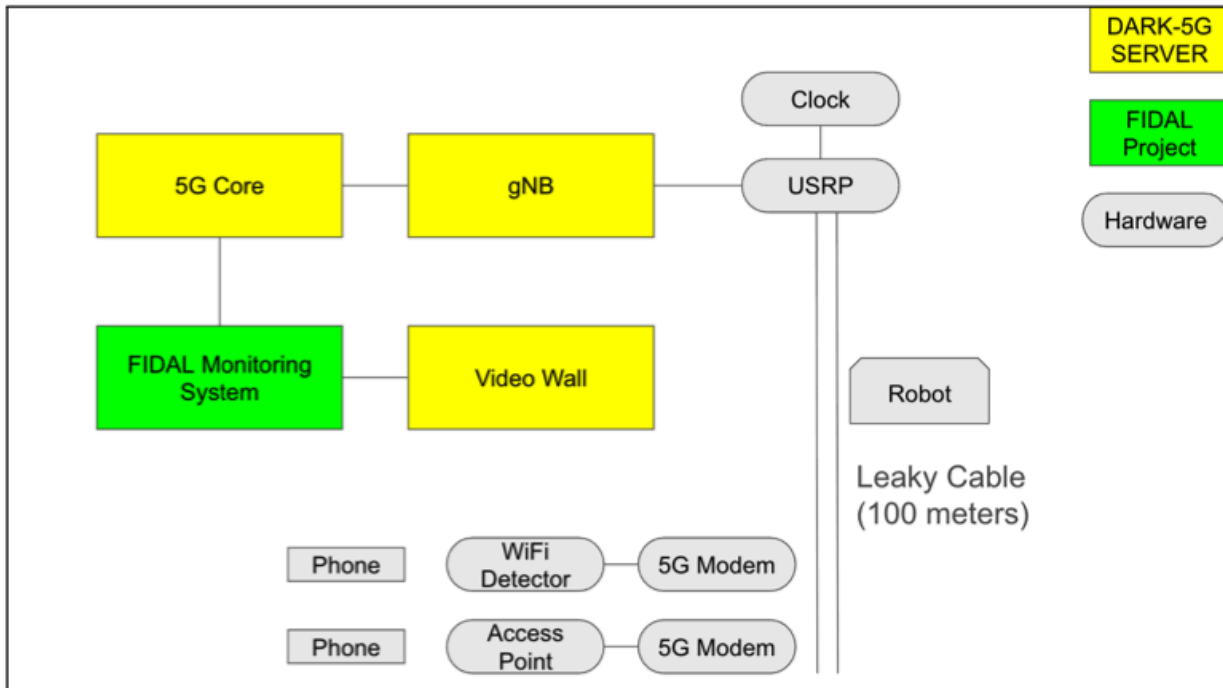 DARK-5G
SERVER
Clock
FIDAL
Project
5G Core
gNB
USRP
Hardware
FIDAL Monitoring
System
Video Wall
Robot
Leaky Cable
(100 meters)
Phone
WiFi
Detector
5G Modem
Phone
Access
Point
5G Modem